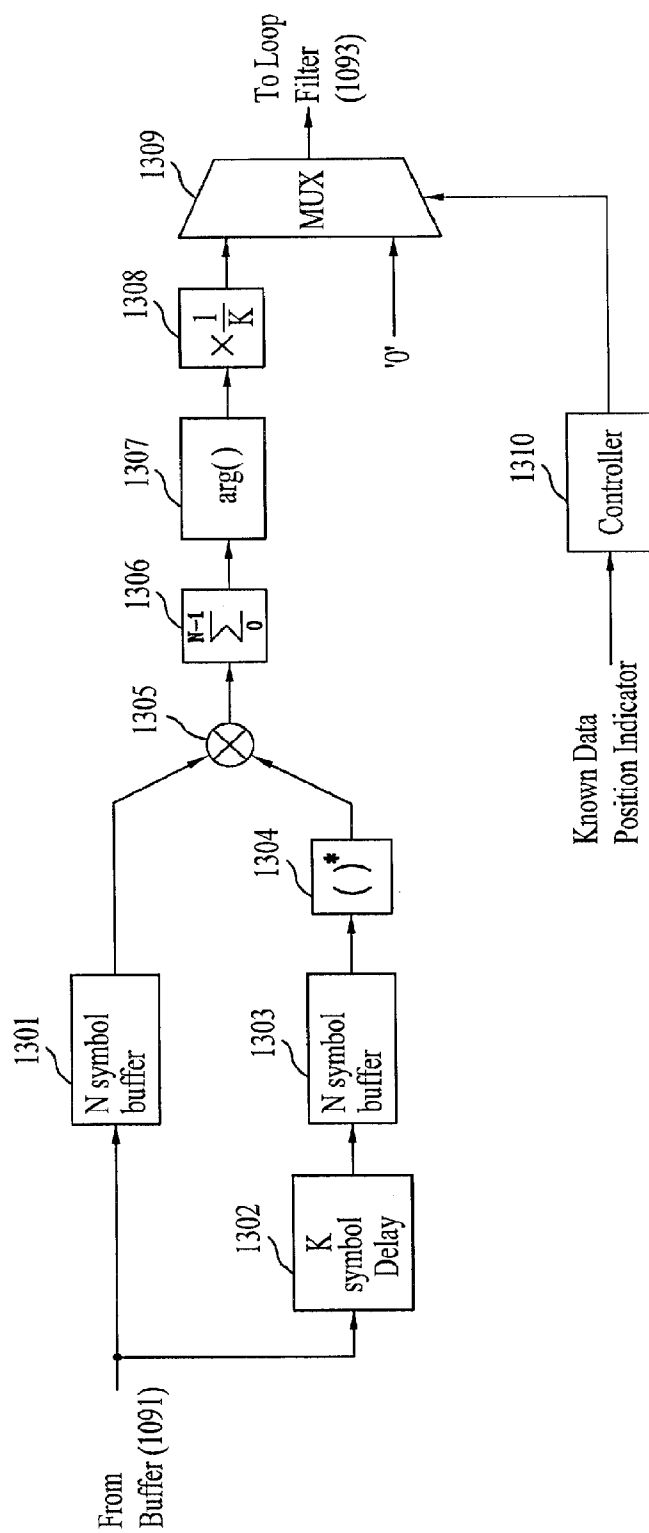 From
Buffer (1091)
1301
N symbol
buffer
1302
K
symbol
Delay
1303
N symbol
buffer
1304
( )*
1305
1306
N-1
∑
0
1307
arg( )
1308
× 1/K
1309
MUX
'0'
To Loop
Filter
(1093)
1310
Controller
Known Data
Position Indicator